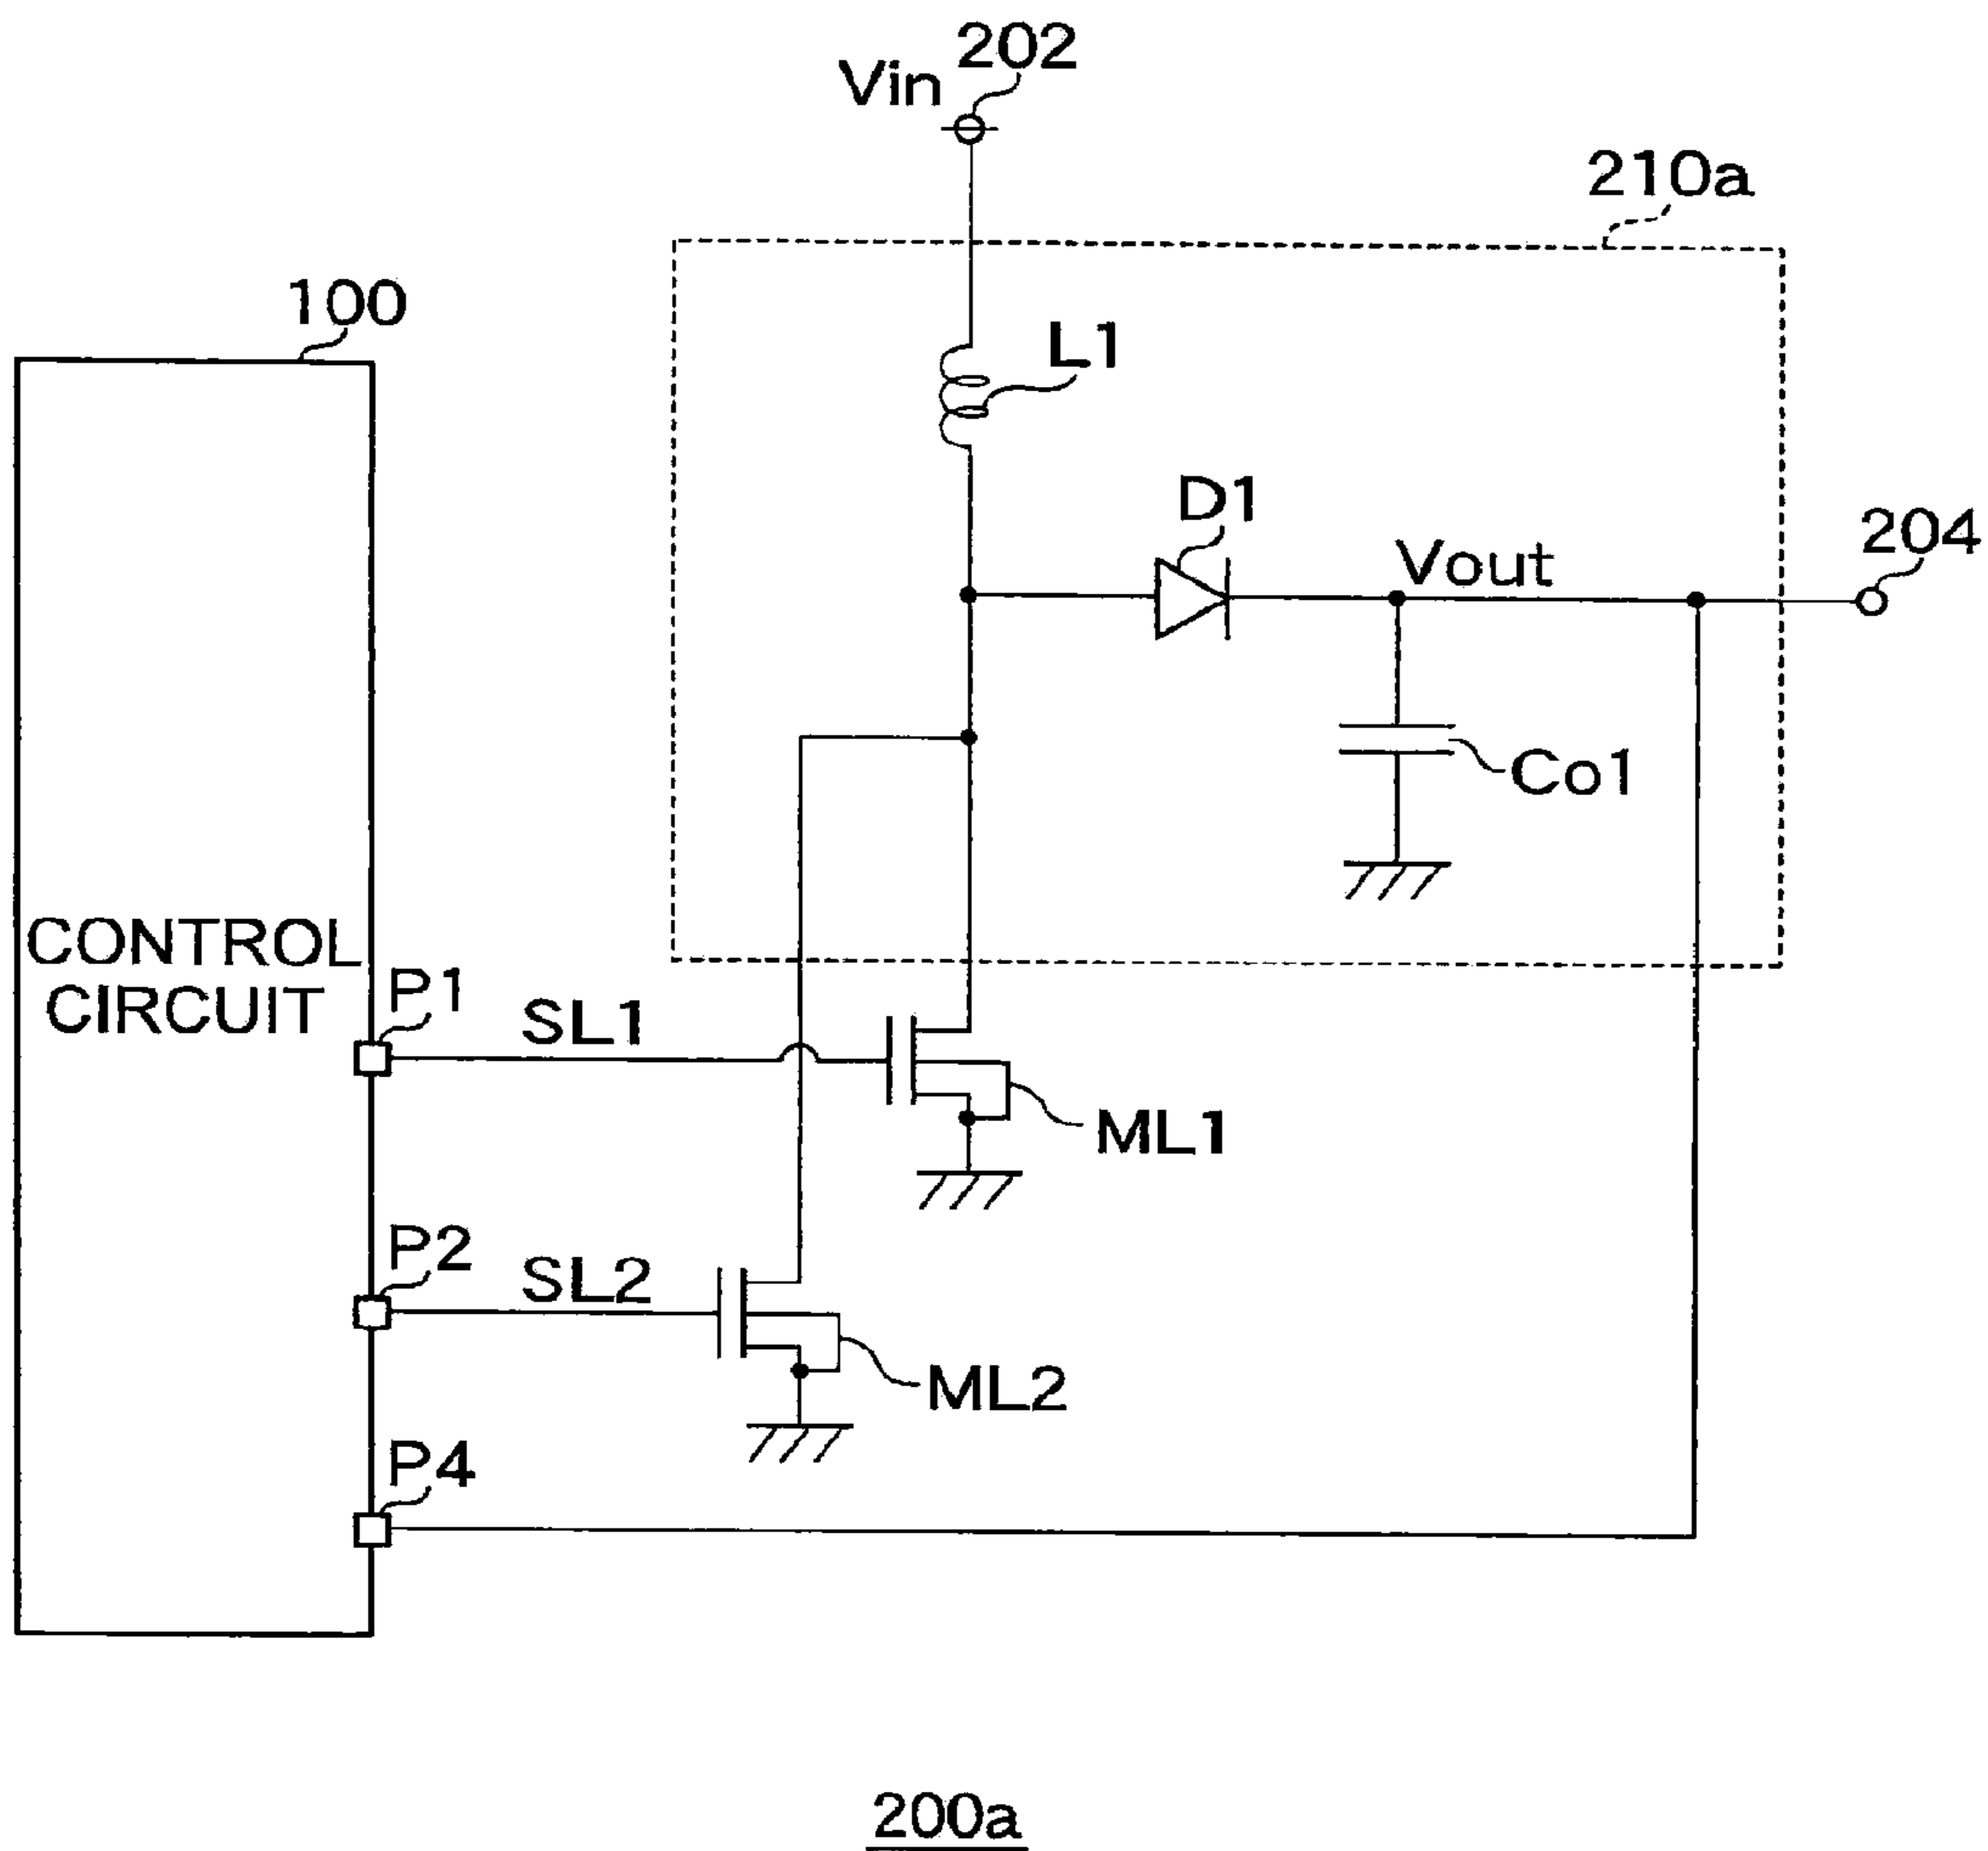 202
Vin
210a
100
L1
D1
204
Vout
Co1
CONTROL
CIRCUIT
P1
SL1
ML1
P2
SL2
ML2
P4
200a